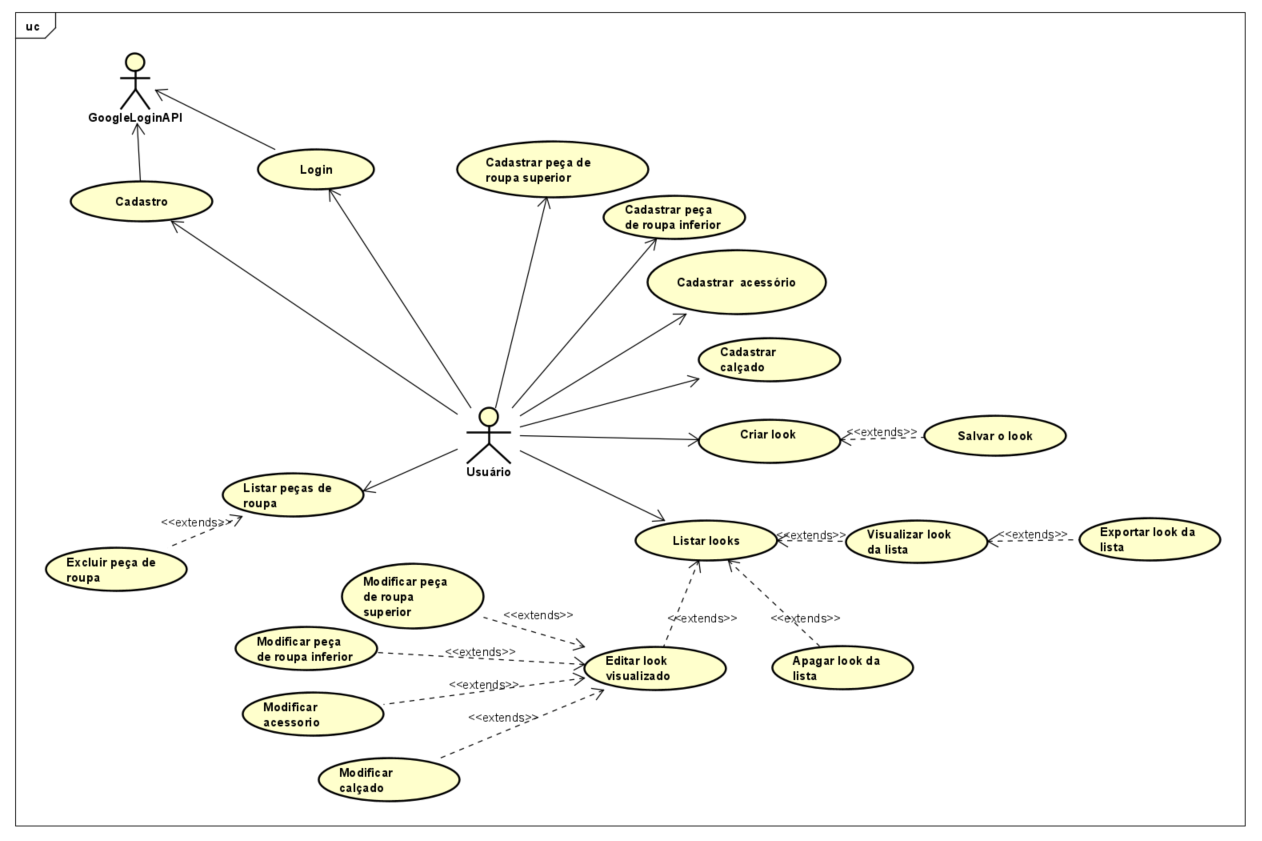 uc
GoogleLoginAPI
Login
Cadastro
Cadastrar peça de
roupa superior
Cadastrar peça
de roupa inferior
Cadastrar acessório
Cadastrar
calçado
Criar look
<<extends>>
Salvar o look
Usuário
Listar peças de
roupa
<<extends>>
Excluir peça de
roupa
Listar looks
<<extends>>
Visualizar look
da lista
<<extends>>
Exportar look da
lista
Modificar peça
de roupa
superior
<<extends>>
<<extends>>
<<extends>>
Modificar peça
de roupa inferior
<<extends>>
Editar look
visualizado
Apagar look da
lista
<<extends>>
Modificar
acessorio
<<extends>>
Modificar
calçado